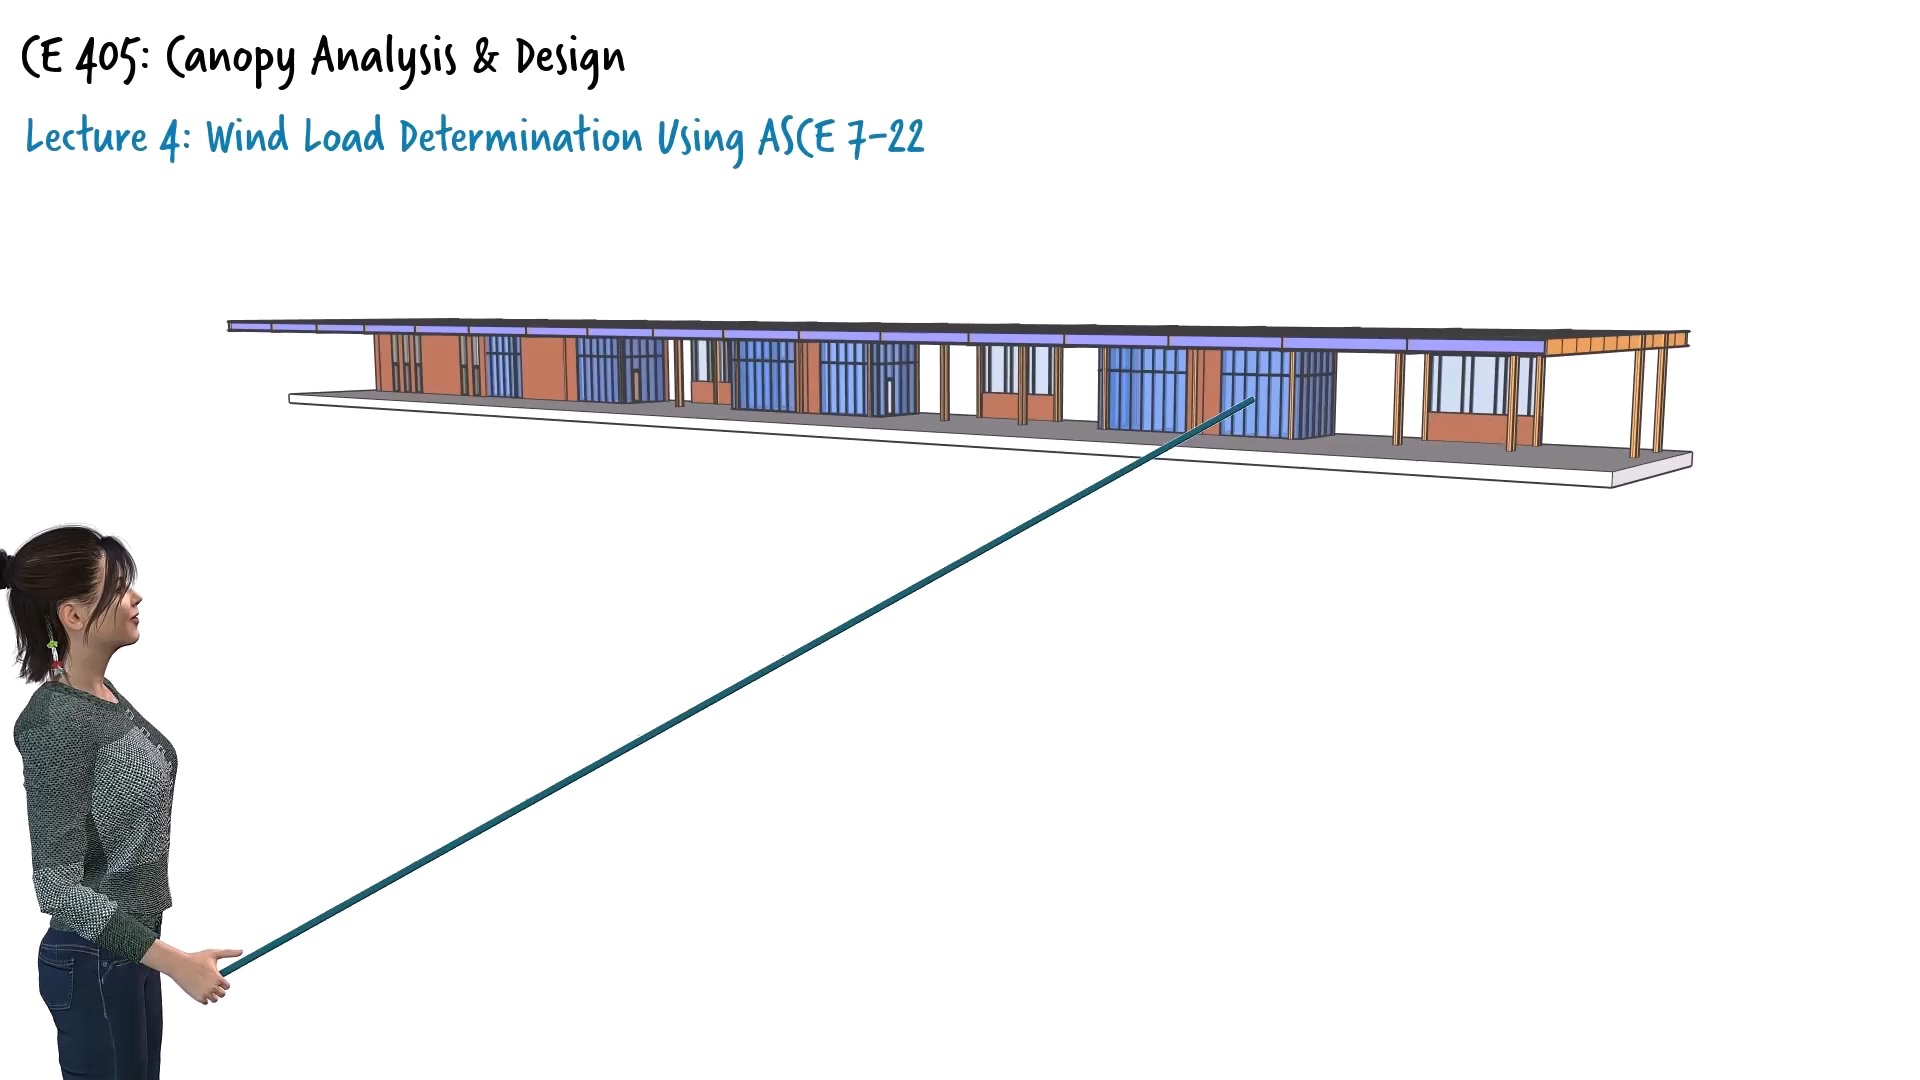 CE 405: Canopy Analysis & Design
Lecture 4: Wind Load Determination Using ASCE 7-22